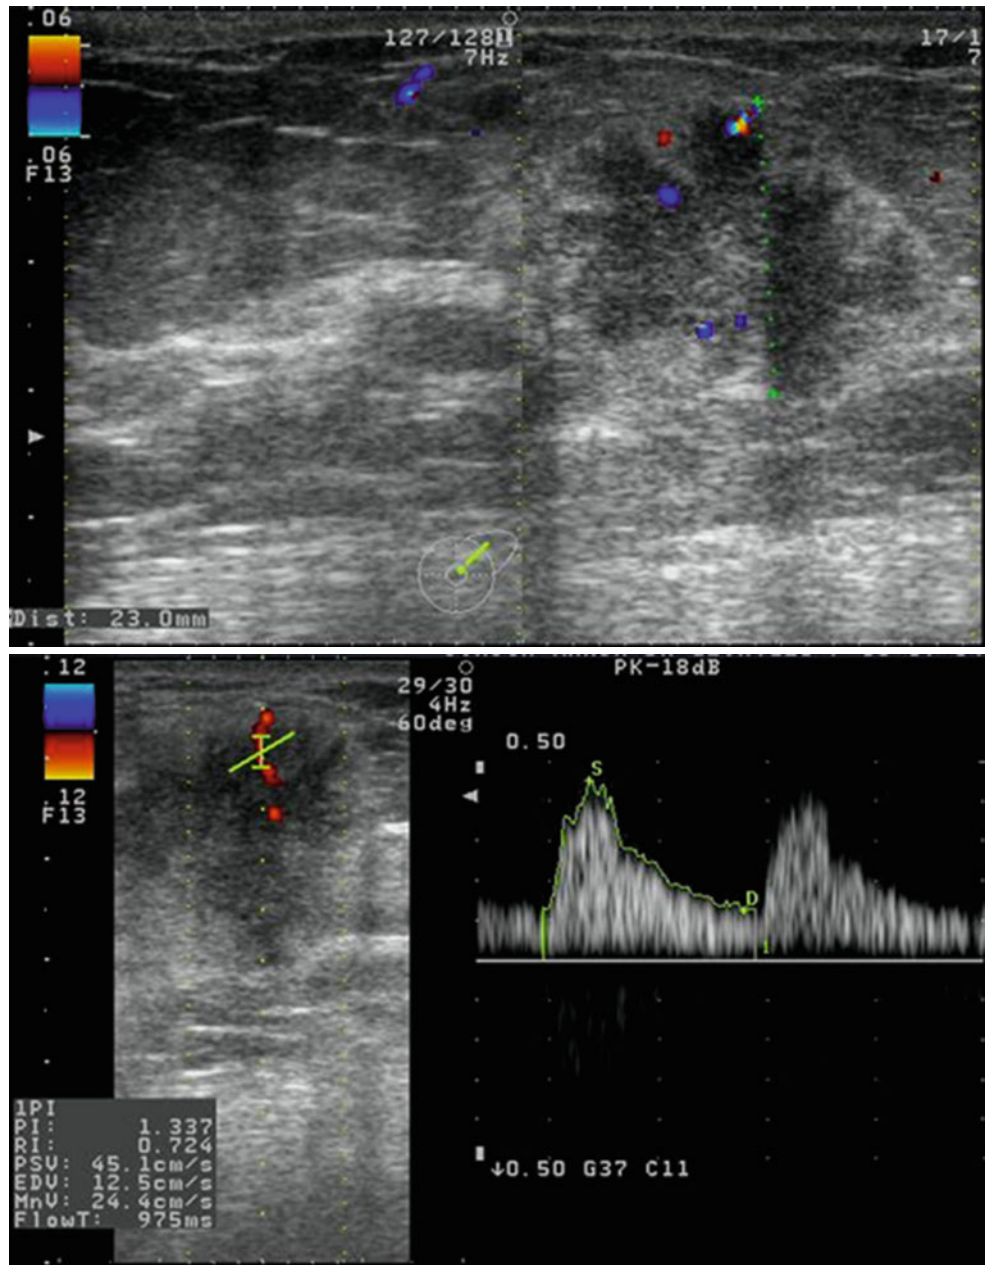 .06
127/1281
17/1
7Hz
7
.06
F13
Dist: 23.0mm
.12
29/30
4Hz
60deg
PK-18dB
0.50
.12
F13
S
D
1
1PI
PI: 1.337
RI: 0.724
PSV: 45.1cm/s
EDV: 12.5cm/s
MnV: 24.4cm/s
FlowT: 975ms
↓0.50 G37 C11